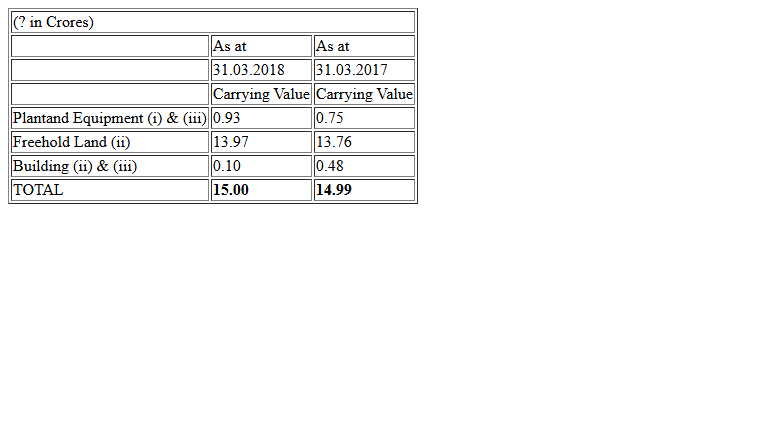 (? in Crores)
As at As at
31.03.2018 31.03.2017
Carrying Value Carrying Value
Plantand Equipment (i) & (iii) 0.93 0.75
Freehold Land (ii) 13.97 13.76
Building (ii) & (iii) 0.10 0.48
TOTAL 15.00 14.99